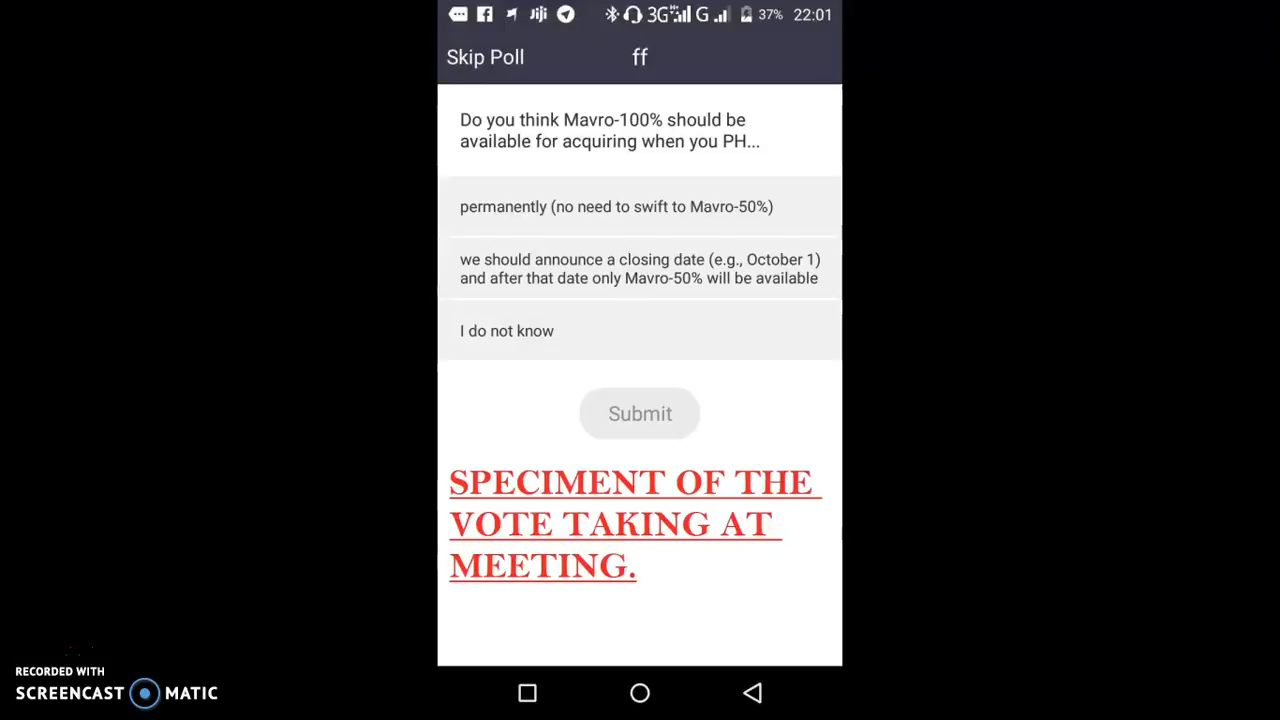 Jiji 3G H+ G 37% 22:01
Skip Poll ff
Do you think Mavro-100% should be
available for acquiring when you PH...
permanently (no need to swift to Mavro-50%)
we should announce a closing date (e.g., October 1)
and after that date only Mavro-50% will be available
I do not know
Submit
SPECIMENT OF THE
VOTE TAKING AT
MEETING.
RECORDED WITH
SCREENCAST MATIC